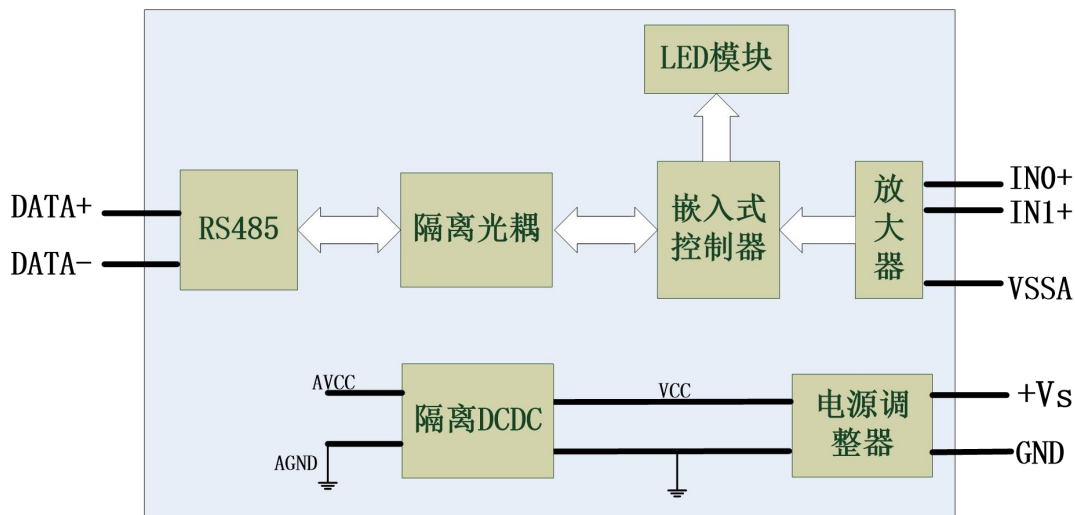 LED模块
DATA+
DATA-
RS485
隔离光耦
嵌入式
控制器
放
大
器
IN0+
IN1+
VSSA
AVCC
AGND
隔离DCDC
VCC
电源调
整器
+Vs
GND